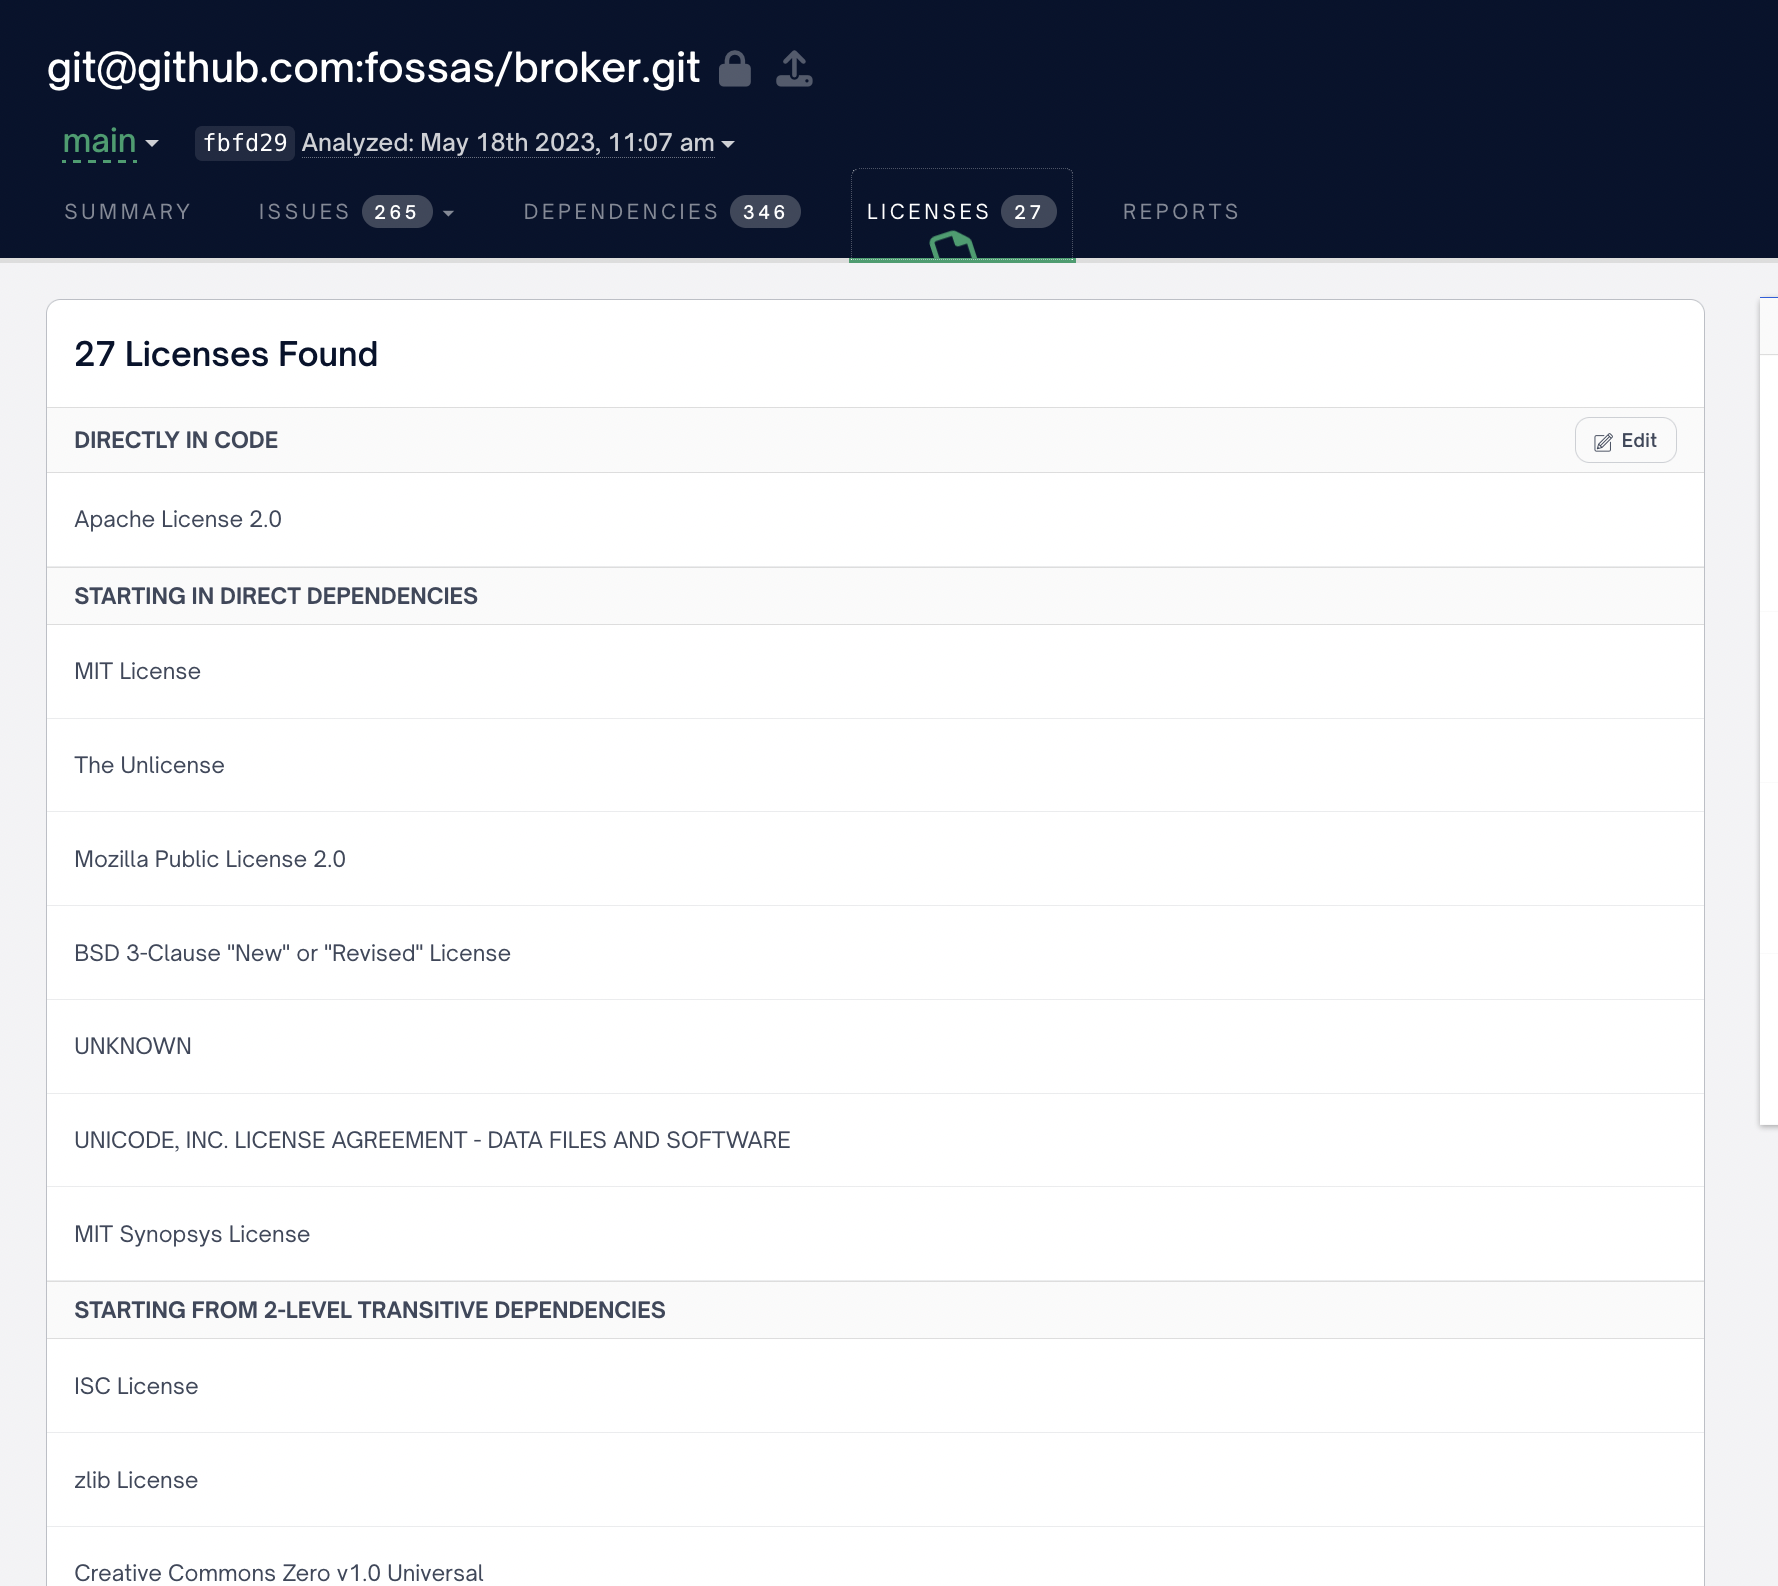 git@github.com:fossas/broker.git
main fbfd29 Analyzed: May 18th 2023, 11:07 am
SUMMARY ISSUES 265 DEPENDENCIES 346 LICENSES 27 REPORTS
27 Licenses Found
DIRECTLY IN CODE Edit
Apache License 2.0
STARTING IN DIRECT DEPENDENCIES
MIT License
The Unlicense
Mozilla Public License 2.0
BSD 3-Clause "New" or "Revised" License
UNKNOWN
UNICODE, INC. LICENSE AGREEMENT - DATA FILES AND SOFTWARE
MIT Synopsys License
STARTING FROM 2-LEVEL TRANSITIVE DEPENDENCIES
ISC License
zlib License
Creative Commons Zero v1.0 Universal